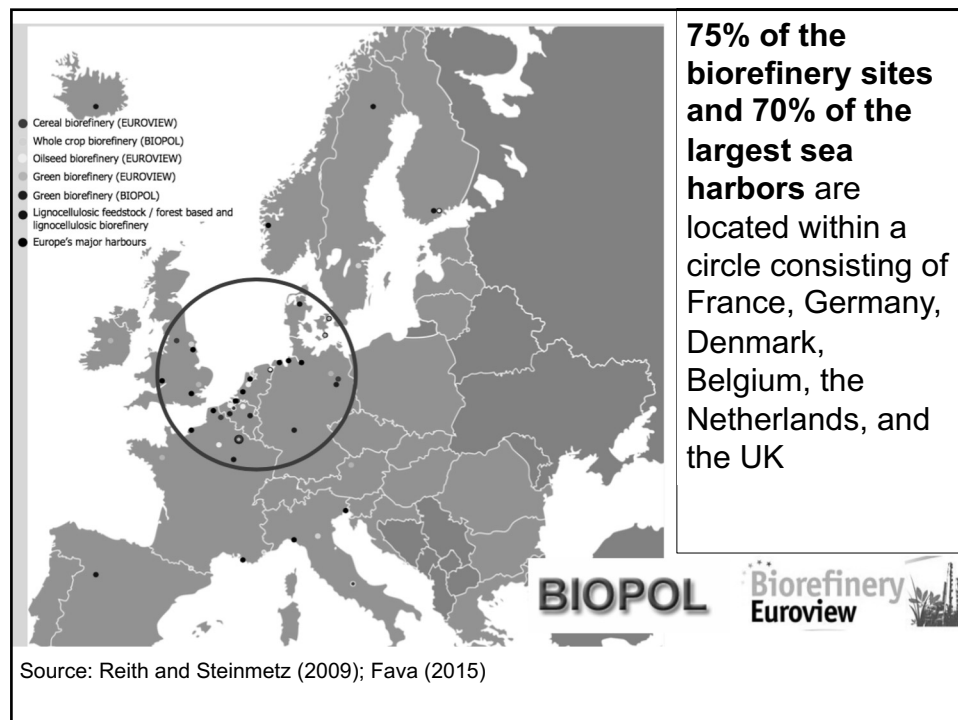 Cereal biorefinery (EUROVIEW)
Whole crop biorefinery (BIOPOL)
Oilseed biorefinery (EUROVIEW)
Green biorefinery (EUROVIEW)
Green biorefinery (BIOPOL)
Lignocellulosic feedstock / forest based and
lignocellulosic biorefinery
Europe's major harbours
75% of the
biorefinery sites
and 70% of the
largest sea
harbors are
located within a
circle consisting of
France, Germany,
Denmark,
Belgium, the
Netherlands, and
the UK
BIOPOL
Biorefinery
Euroview
Source: Reith and Steinmetz (2009); Fava (2015)